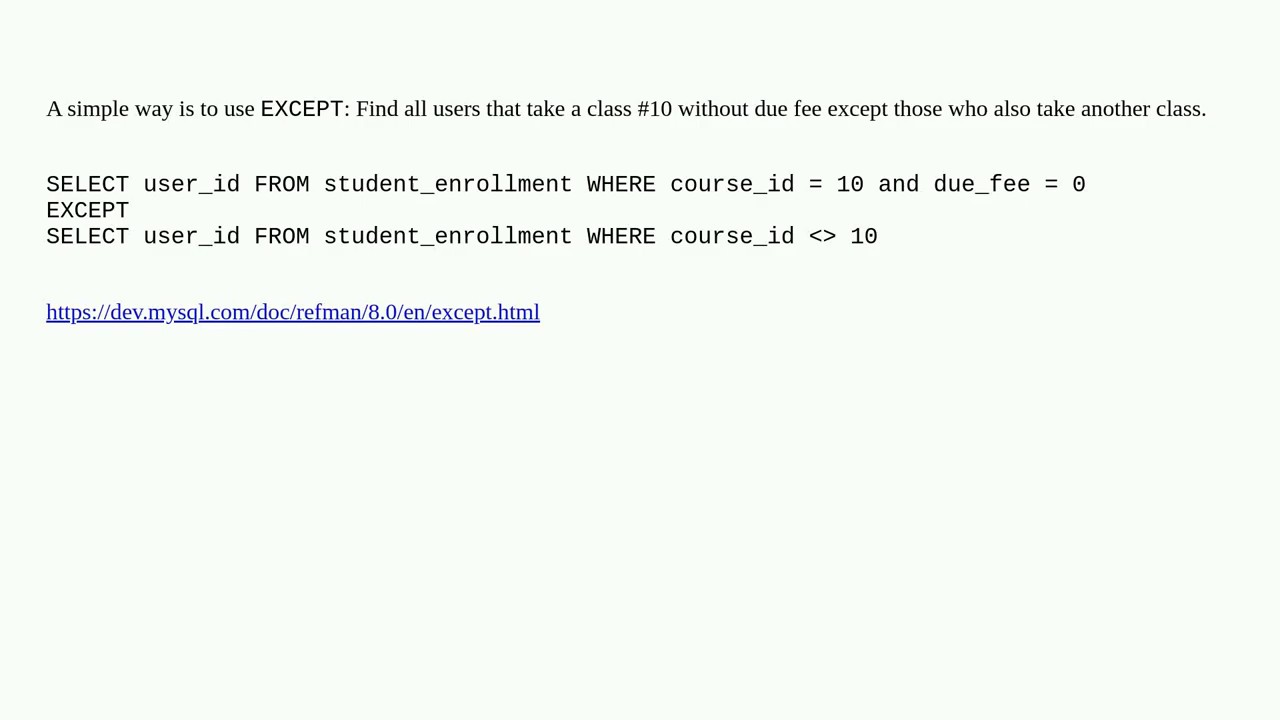 A simple way is to use EXCEPT: Find all users that take a class #10 without due fee except those who also take another class.
SELECT user_id FROM student_enrollment WHERE course_id = 10 and due_fee = 0
EXCEPT
SELECT user_id FROM student_enrollment WHERE course_id <> 10
https://dev.mysql.com/doc/refman/8.0/en/except.html